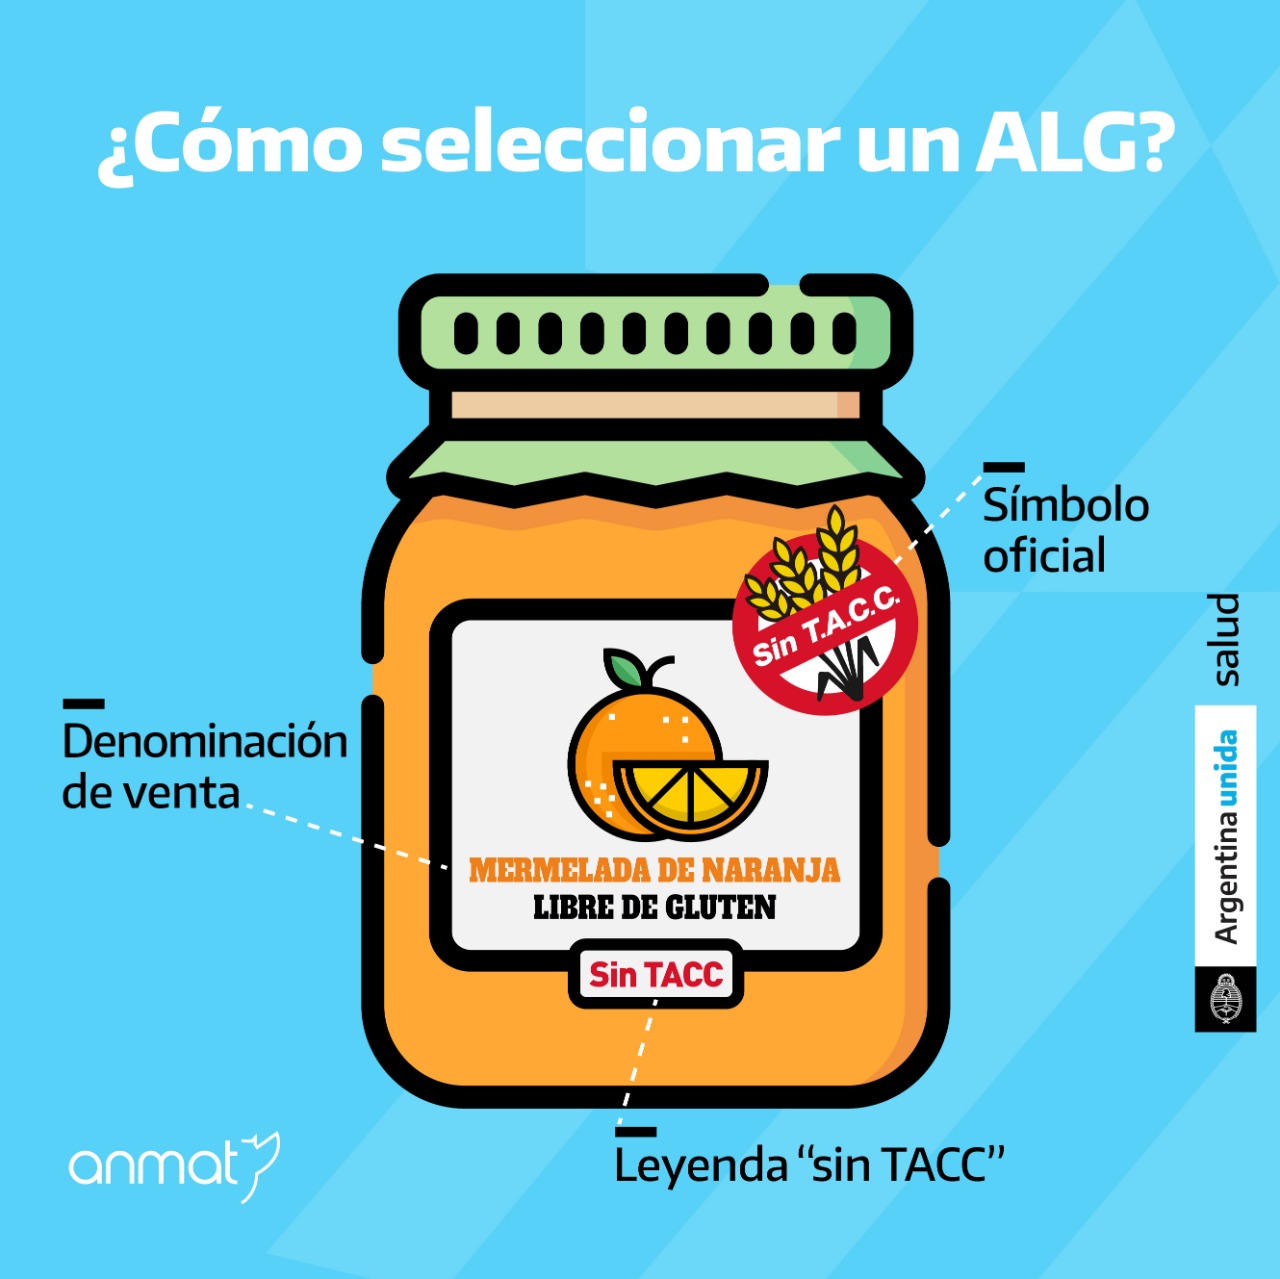 ¿Cómo seleccionar un ALG?
Símbolo
oficial
Sin T.A.C.C.
Denominación
de venta
MERMELADA DE NARANJA
LIBRE DE GLUTEN
Sin TACC
Leyenda “sin TACC”
anmat
Argentina unida
salud